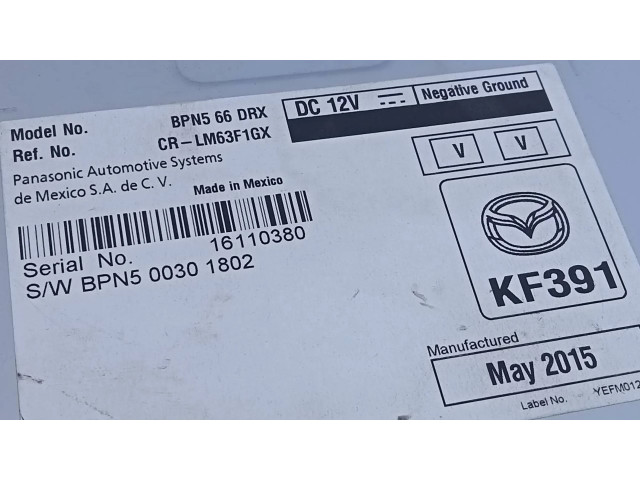 Model No. BPN5 66 DRX
Ref. No. CR-LM63F1GX
DC 12V Negative Ground
Panasonic Automotive Systems
de Mexico S.A. de C. V.
Made in Mexico
V V
Serial No. 16110380
S/W BPN5 0030 1802
KF391
Manufactured
May 2015
Label No. YEFM012